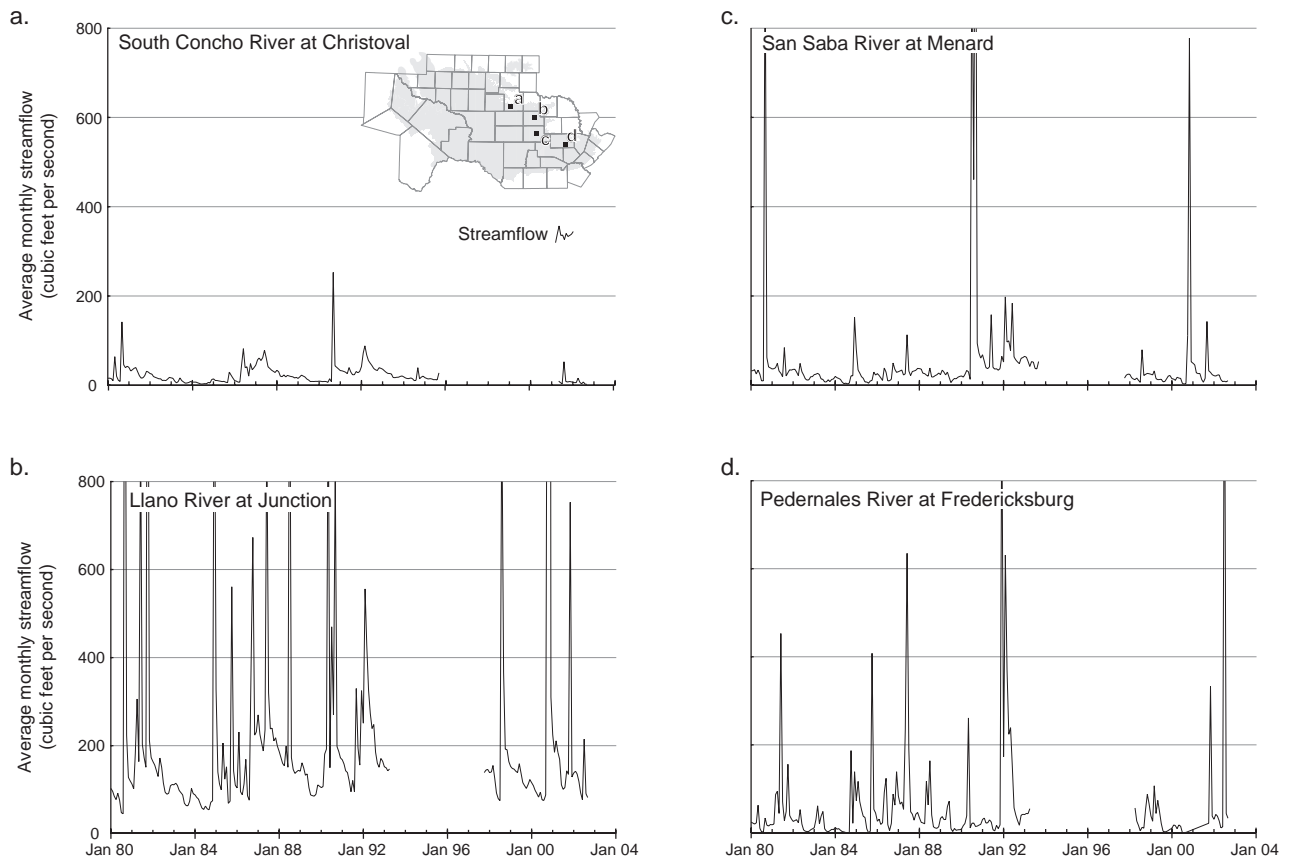 a.
South Concho River at Christoval
800
600
400
200
0
Average monthly streamflow
(cubic feet per second)
a
b
c
d
Streamflow
c.
San Saba River at Menard
0
Jan 80
Jan 84
Jan 88
Jan 92
Jan 96
Jan 00
Jan 04
b.
Llano River at Junction
800
600
400
200
0
Average monthly streamflow
(cubic feet per second)
Jan 80
Jan 84
Jan 88
Jan 92
Jan 96
Jan 00
Jan 04
d.
Pedernales River at Fredericksburg